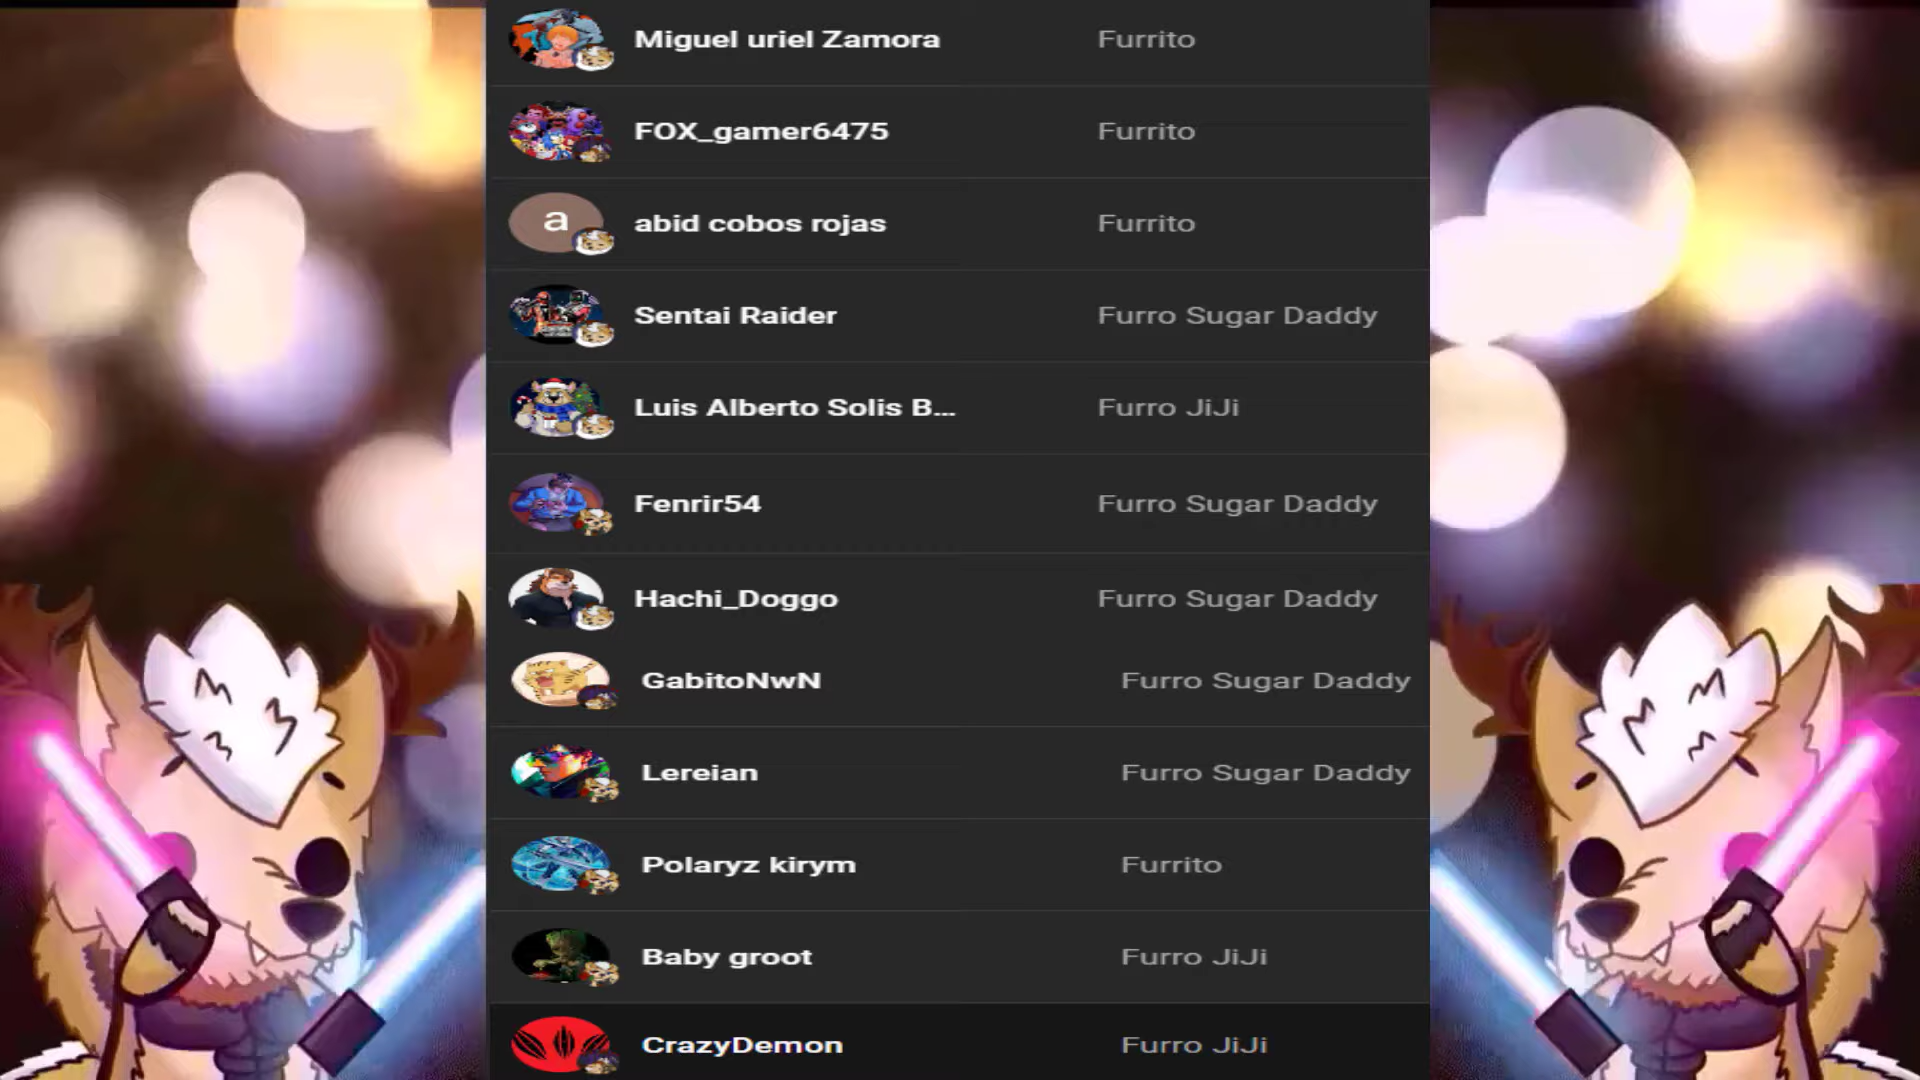 Miguel uriel Zamora Furrito
FOX_gamer6475 Furrito
a abid cobos rojas Furrito
Sentai Raider Furro Sugar Daddy
Luis Alberto Solis B... Furro JiJi
Fenrir54 Furro Sugar Daddy
Hachi_Doggo Furro Sugar Daddy
GabitoNwN Furro Sugar Daddy
Lereian Furro Sugar Daddy
Polaryz kirym Furrito
Baby groot Furro JiJi
CrazyDemon Furro JiJi